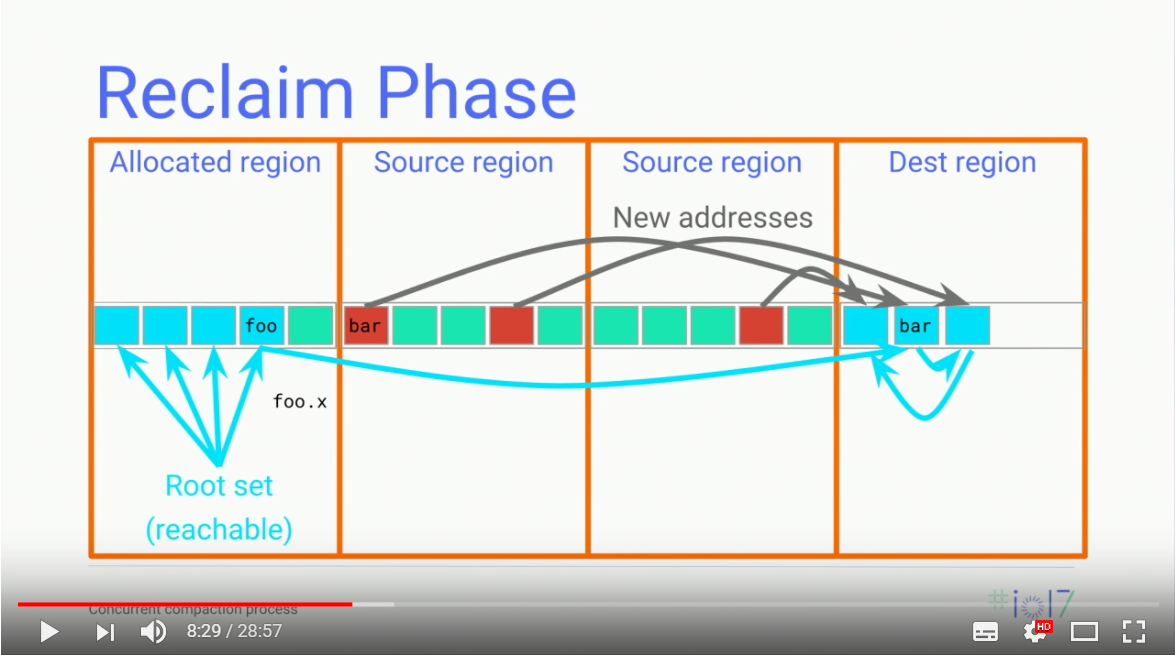 Reclaim Phase
Allocated region
Source region
Source region
Dest region
New addresses
foo
bar
bar
foo.x
Root set
(reachable)
Concurrent compaction process
#io17
8:29 / 28:57
HD